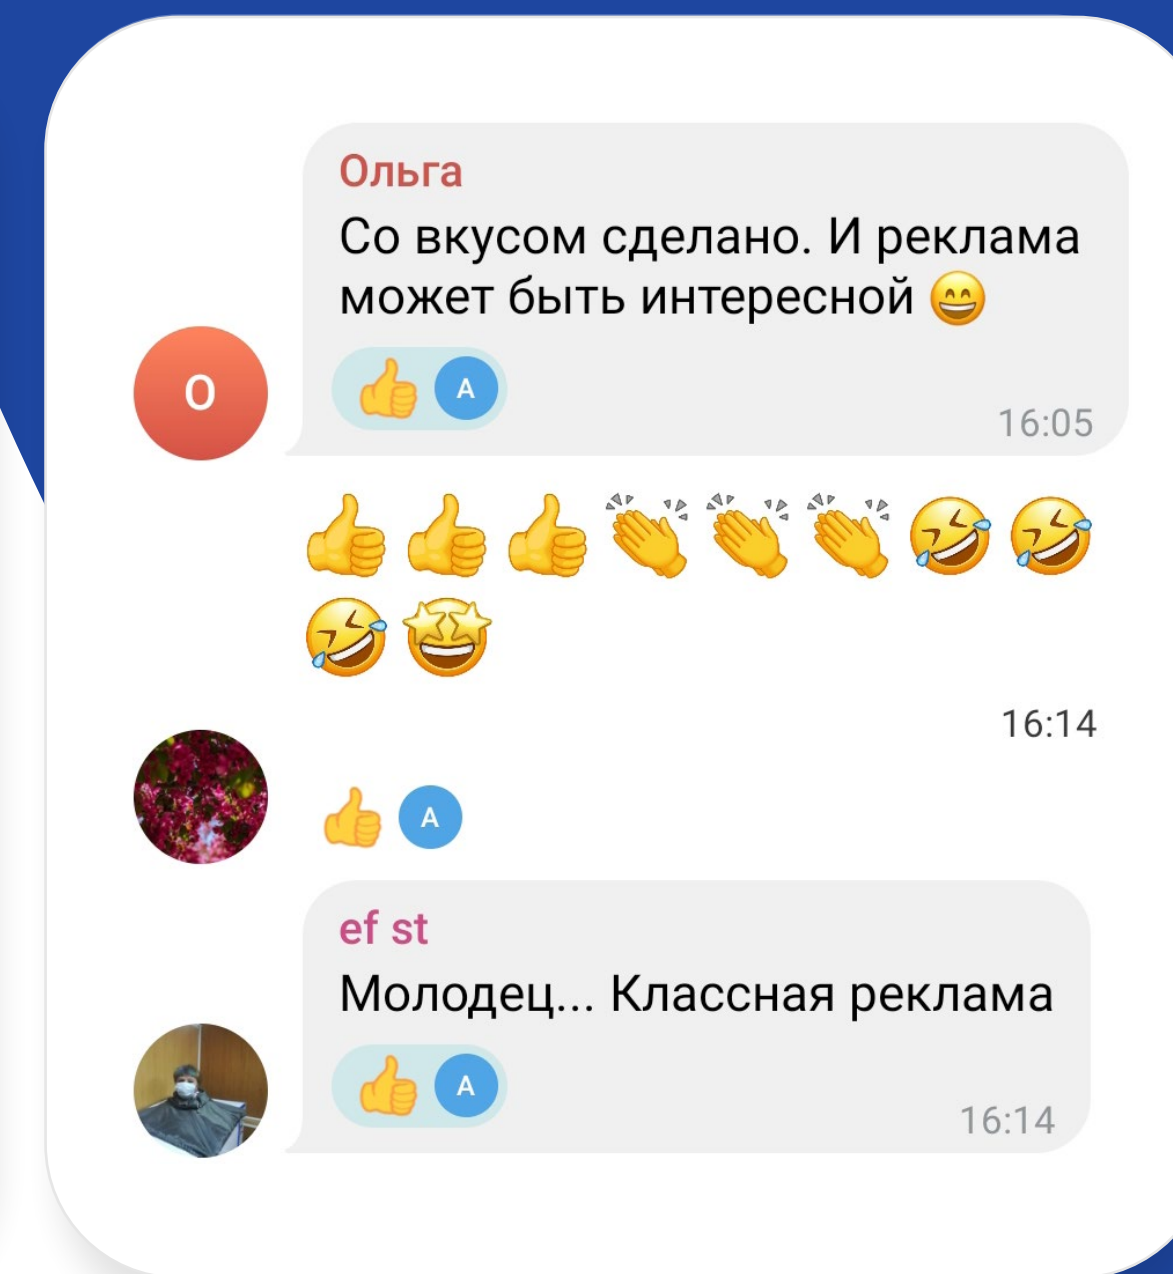 Ольга
Со вкусом сделано. И реклама
может быть интересной 😄
О
👍 A
16:05
👍👍👍👏👏👏🤣🤣
🤣🤩
16:14
👍 A
ef st
Молодец... Классная реклама
👍 A
16:14